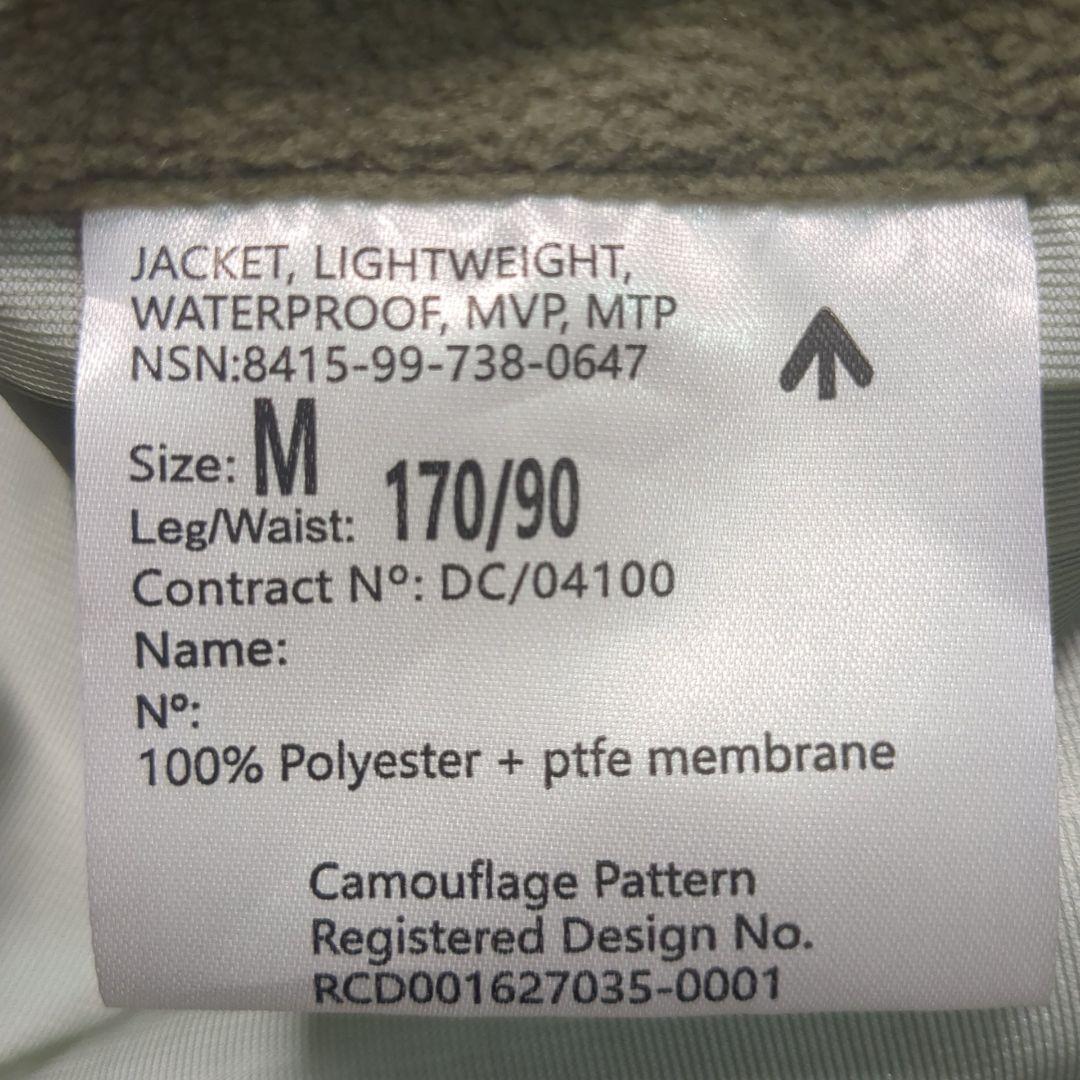 JACKET, LIGHTWEIGHT,
WATERPROOF, MVP, MTP
NSN:8415-99-738-0647
Size: M
Leg/Waist: 170/90
Contract Nº: DC/04100
Name:
Nº:
100% Polyester + ptfe membrane
Camouflage Pattern
Registered Design No.
RCD001627035-0001